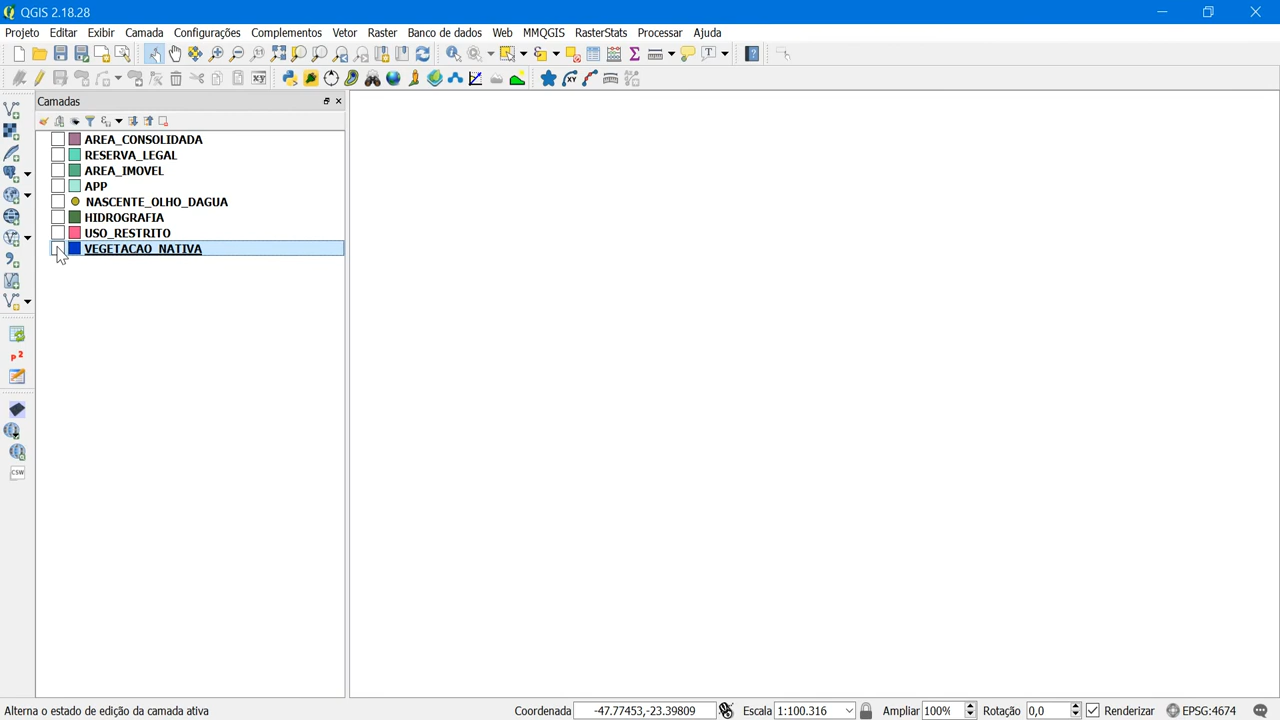 QGIS 2.18.28
Projeto Editar Exibir Camada Configurações Complementos Vetor Raster Banco de dados Web MMQGIS RasterStats Processar Ajuda
Camadas
AREA_CONSOLIDADA
RESERVA_LEGAL
AREA_IMOVEL
APP
NASCENTE_OLHO_DAGUA
HIDROGRAFIA
USO_RESTRITO
VEGETACAO_NATIVA
CSW
Alterna o estado de edição da camada ativa Coordenada -47.77453,-23.39809 Escala 1:100.316 Ampliar 100% Rotação 0,0 Renderizar EPSG:4674